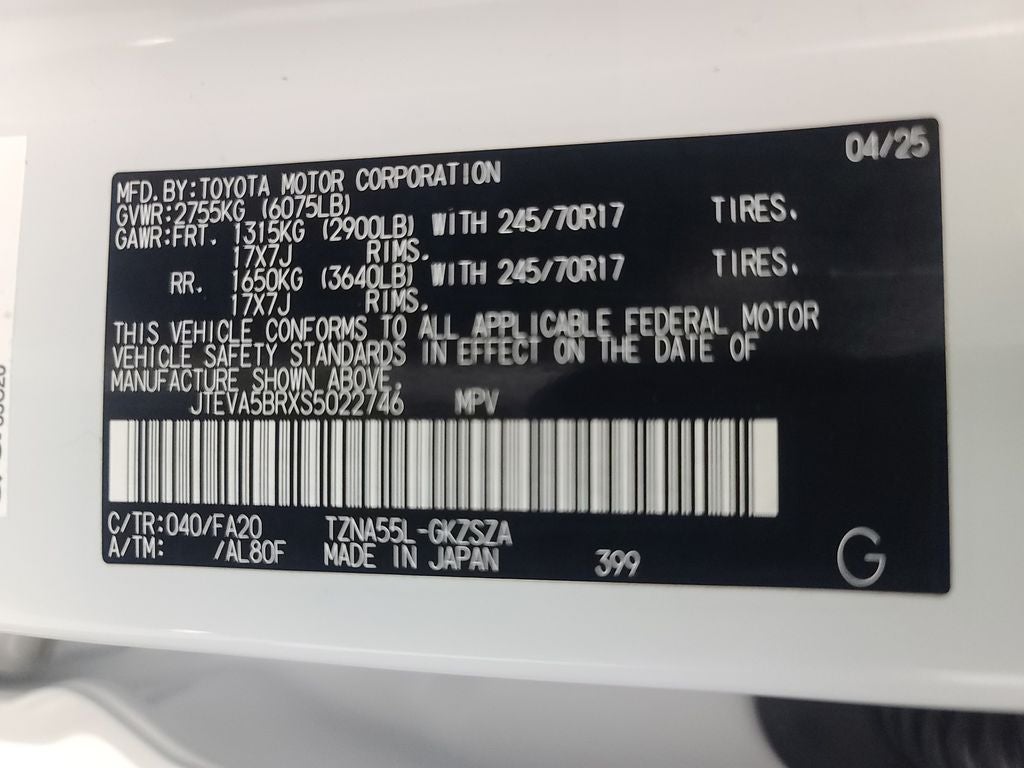 04/25
MFD.BY:TOYOTA MOTOR CORPORATION
GVWR:2755KG (6075LB)
GAWR:FRT. 1315KG (2900LB) WITH 245/70R17 TIRES.
17X7J RIMS.
RR. 1650KG (3640LB) WITH 245/70R17 TIRES.
17X7J RIMS.
THIS VEHICLE CONFORMS TO ALL APPLICABLE FEDERAL MOTOR
VEHICLE SAFETY STANDARDS IN EFFECT ON THE DATE OF
MANUFACTURE SHOWN ABOVE.
JTEVA5BRXS5022746 MPV
C/TR:040/FA20 TZNA55L-GKZSZA
A/TM: /AL80F MADE IN JAPAN 399
G